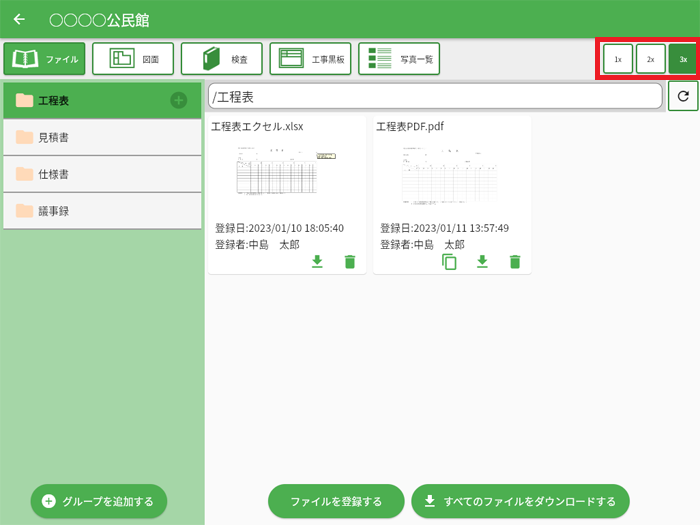 〇〇〇〇公民館
ファイル
図面
検査
工事黒板
写真一覧
1x
2x
3x
工程表
見積書
仕様書
議事録
/工程表
工程表エクセル.xlsx
登録日:2023/01/10 18:05:40
登録者:中島　太郎
工程表PDF.pdf
登録日:2023/01/11 13:57:49
登録者:中島　太郎
グループを追加する
ファイルを登録する
すべてのファイルをダウンロードする